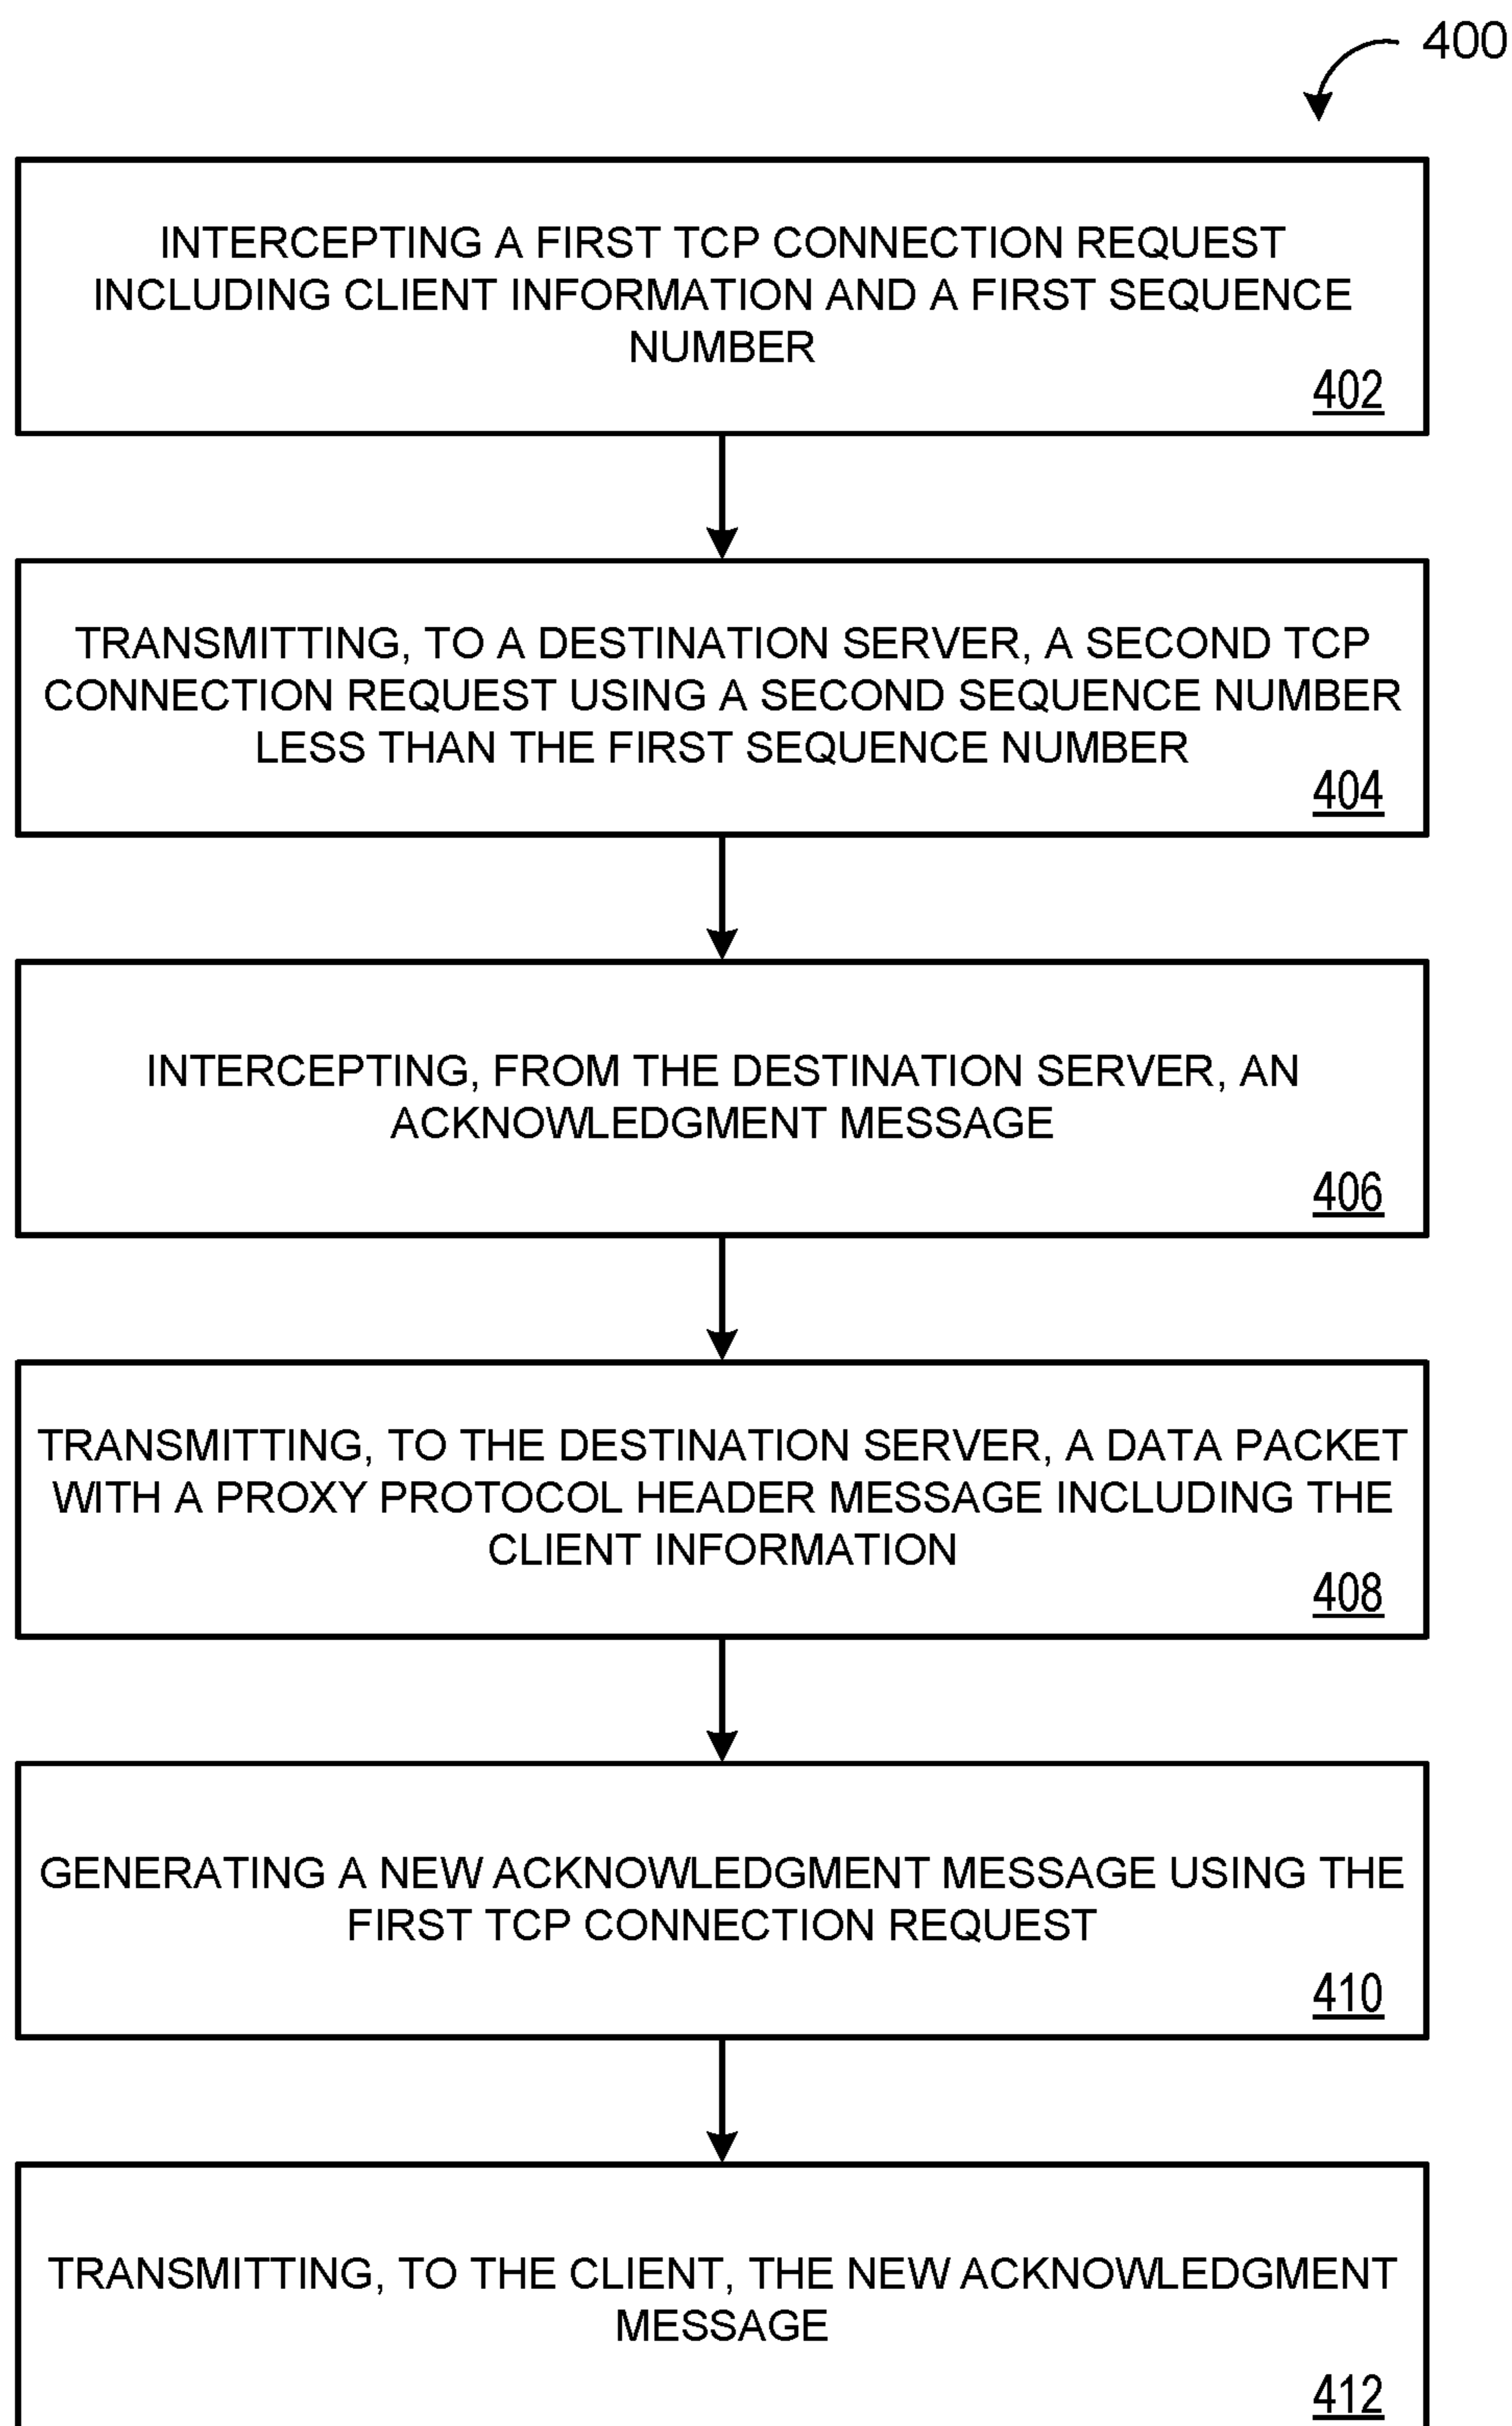 400
INTERCEPTING A FIRST TCP CONNECTION REQUEST
INCLUDING CLIENT INFORMATION AND A FIRST SEQUENCE
NUMBER
402
TRANSMITTING, TO A DESTINATION SERVER, A SECOND TCP
CONNECTION REQUEST USING A SECOND SEQUENCE NUMBER
LESS THAN THE FIRST SEQUENCE NUMBER
404
INTERCEPTING, FROM THE DESTINATION SERVER, AN
ACKNOWLEDGMENT MESSAGE
406
TRANSMITTING, TO THE DESTINATION SERVER, A DATA PACKET
WITH A PROXY PROTOCOL HEADER MESSAGE INCLUDING THE
CLIENT INFORMATION
408
GENERATING A NEW ACKNOWLEDGMENT MESSAGE USING THE
FIRST TCP CONNECTION REQUEST
410
TRANSMITTING, TO THE CLIENT, THE NEW ACKNOWLEDGMENT
MESSAGE
412